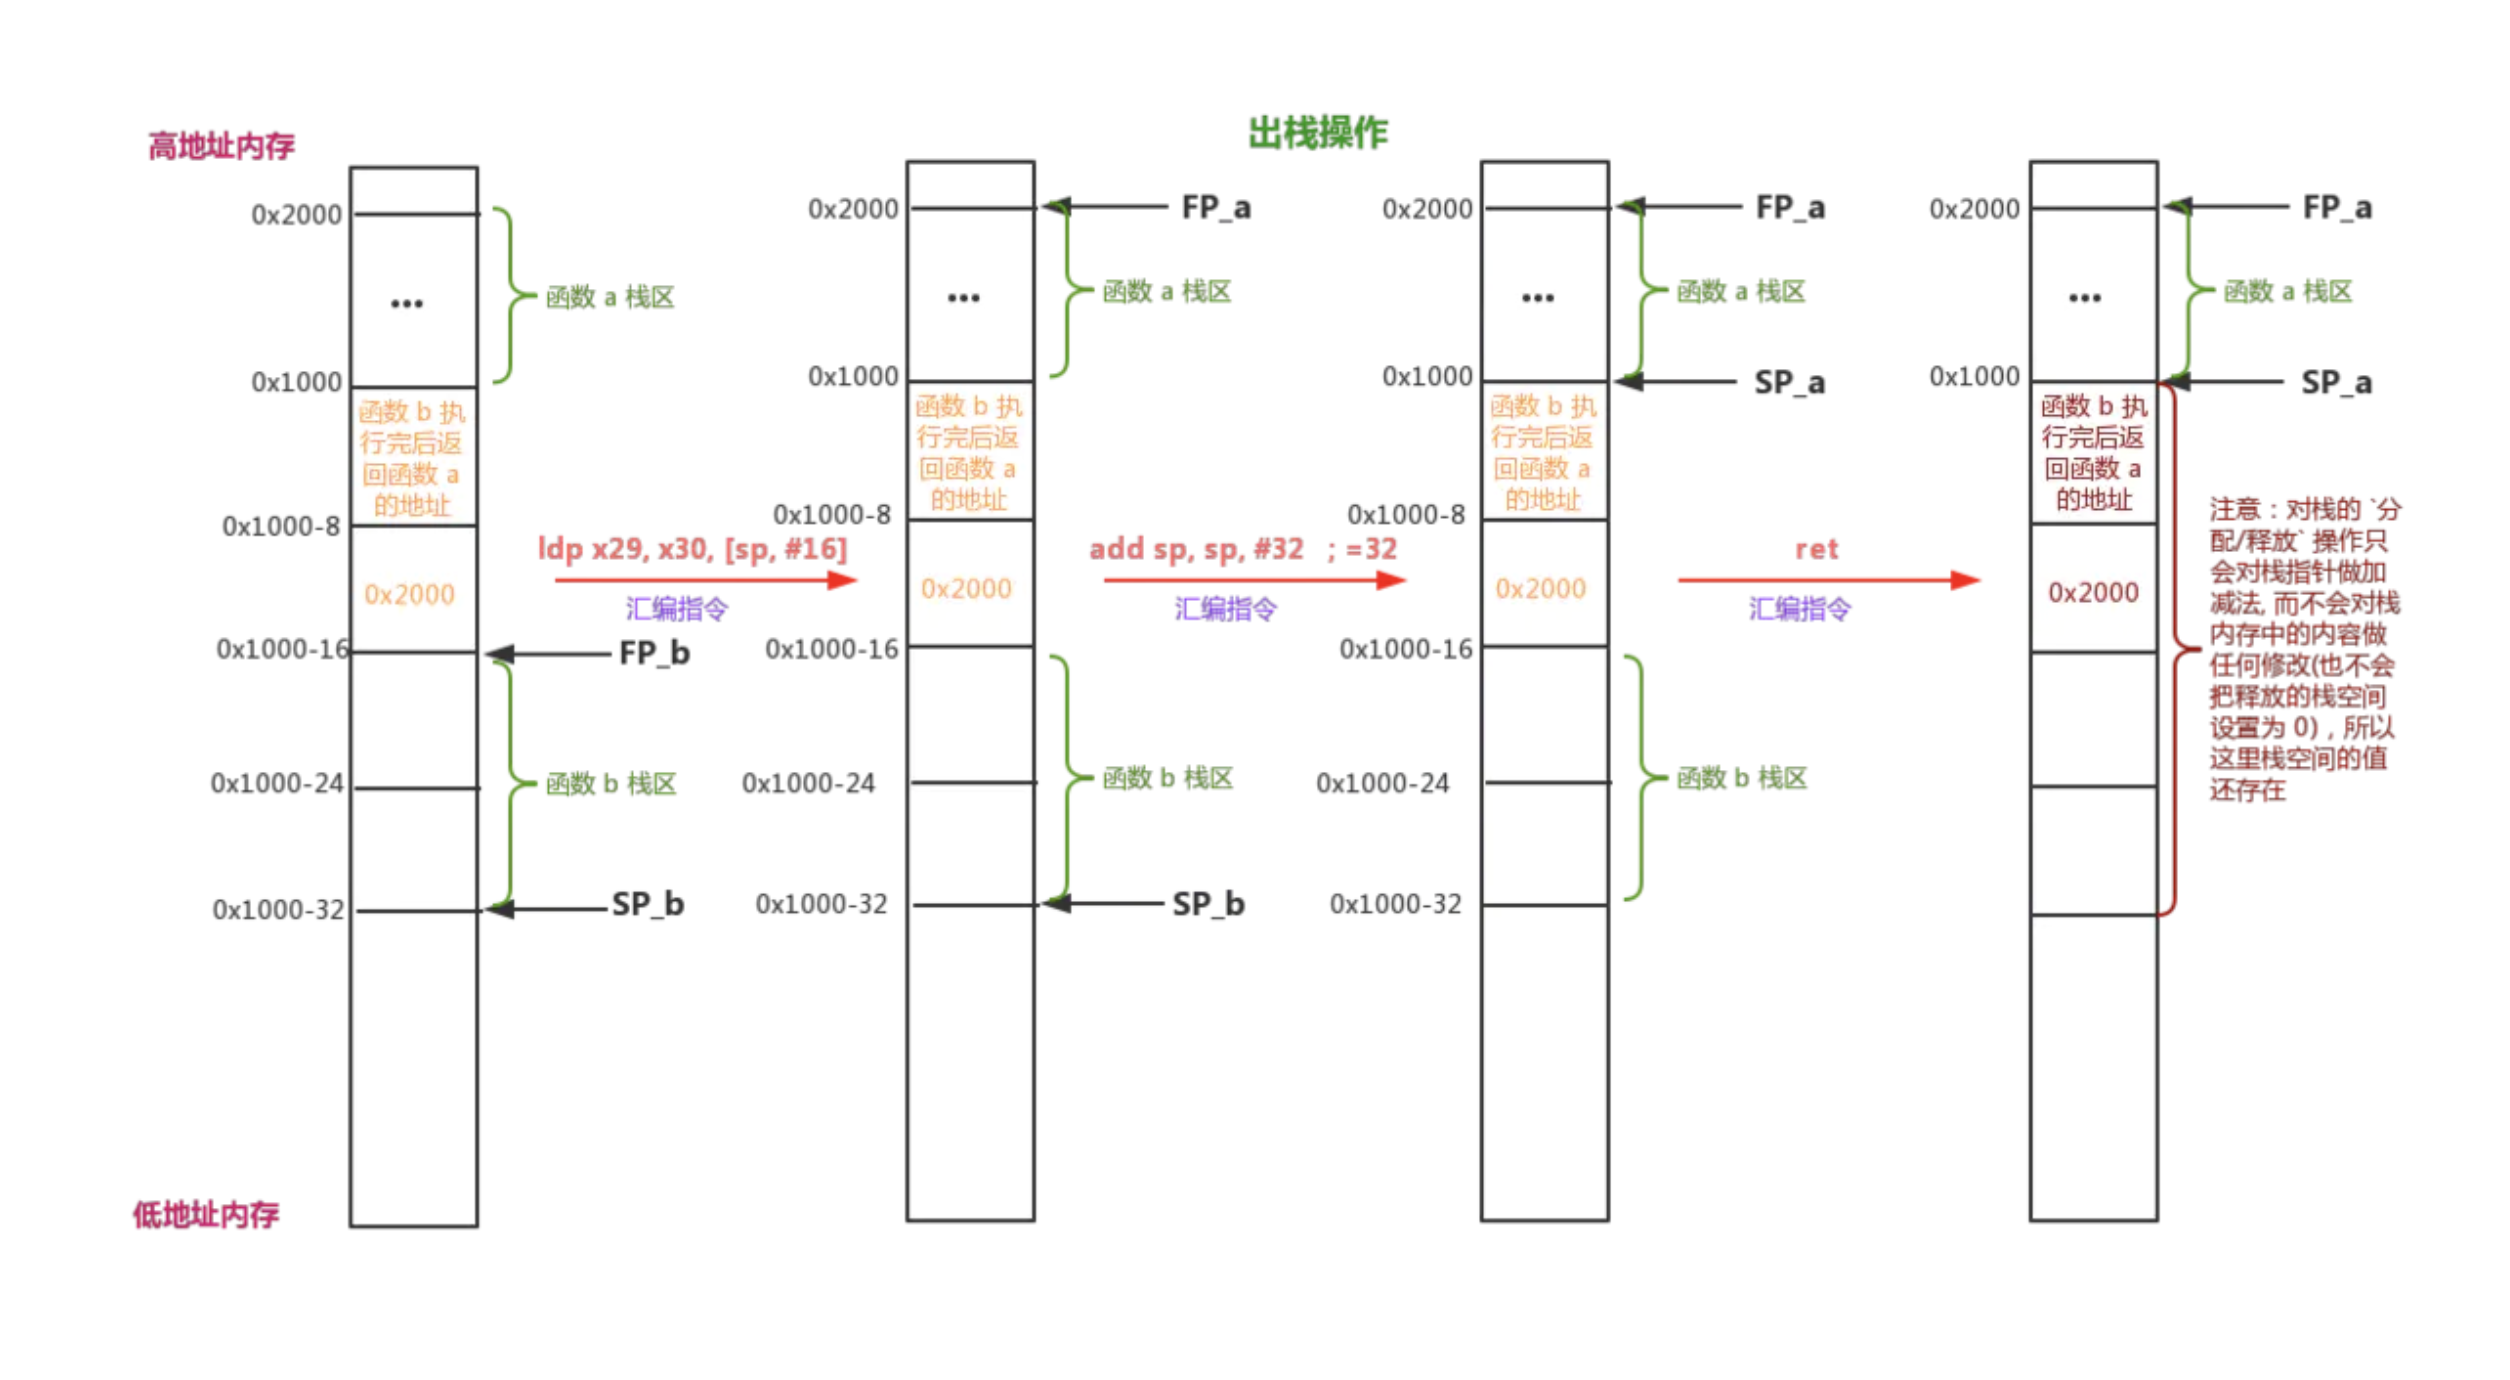 出栈操作
高地址内存
0x2000
函数 a 栈区
0x1000
函数 b 执
行完后返
回函数 a
的地址
0x1000-8
0x2000
0x1000-16
FP_b
0x1000-24
函数 b 栈区
0x1000-32
SP_b
低地址内存
ldp x29, x30, [sp, #16]
汇编指令
0x2000
FP_a
...
函数 a 栈区
0x1000
函数 b 执
行完后返
回函数 a
的地址
0x1000-8
0x2000
0x1000-16
0x1000-24
函数 b 栈区
0x1000-32
SP_b
add sp, sp, #32 ; =32
汇编指令
0x2000
FP_a
...
函数 a 栈区
0x1000
SP_a
函数 b 执
行完后返
回函数 a
的地址
0x1000-8
0x2000
0x1000-16
0x1000-24
函数 b 栈区
0x1000-32
ret
汇编指令
0x2000
FP_a
...
函数 a 栈区
0x1000
SP_a
函数 b 执
行完后返
回函数 a
的地址
0x2000
注意：对栈的 `分
配/释放` 操作只
会对栈指针做加
减法, 而不会对栈
内存中的内容做
任何修改(也不会
把释放的栈空间
设置为 0)，所以
这里栈空间的值
还存在